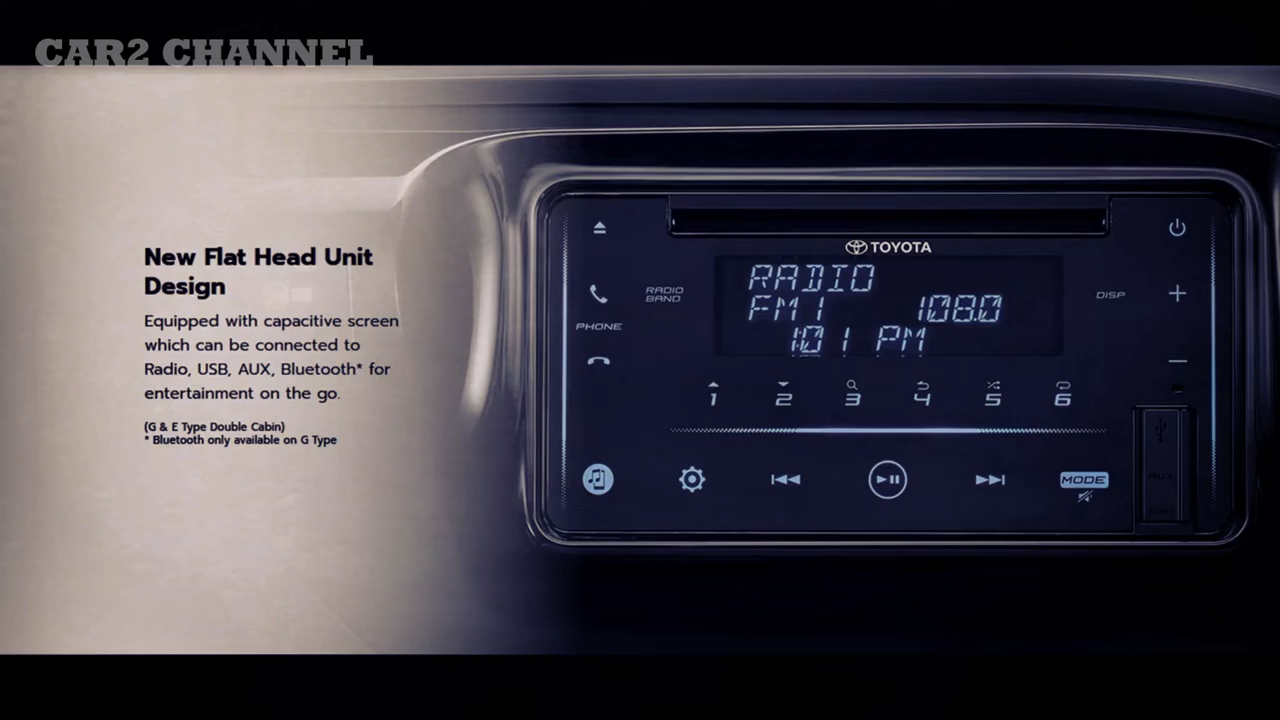 CAR2 CHANNEL
New Flat Head Unit
Design
Equipped with capacitive screen
which can be connected to
Radio, USB, AUX, Bluetooth* for
entertainment on the go.
(G & E Type Double Cabin)
* Bluetooth only available on G Type
TOYOTA
RADIO
FM1 108.0
1:01 PM
RADIO
BAND
DISP
PHONE
1 2 3 4 5 6
MODE
AUX